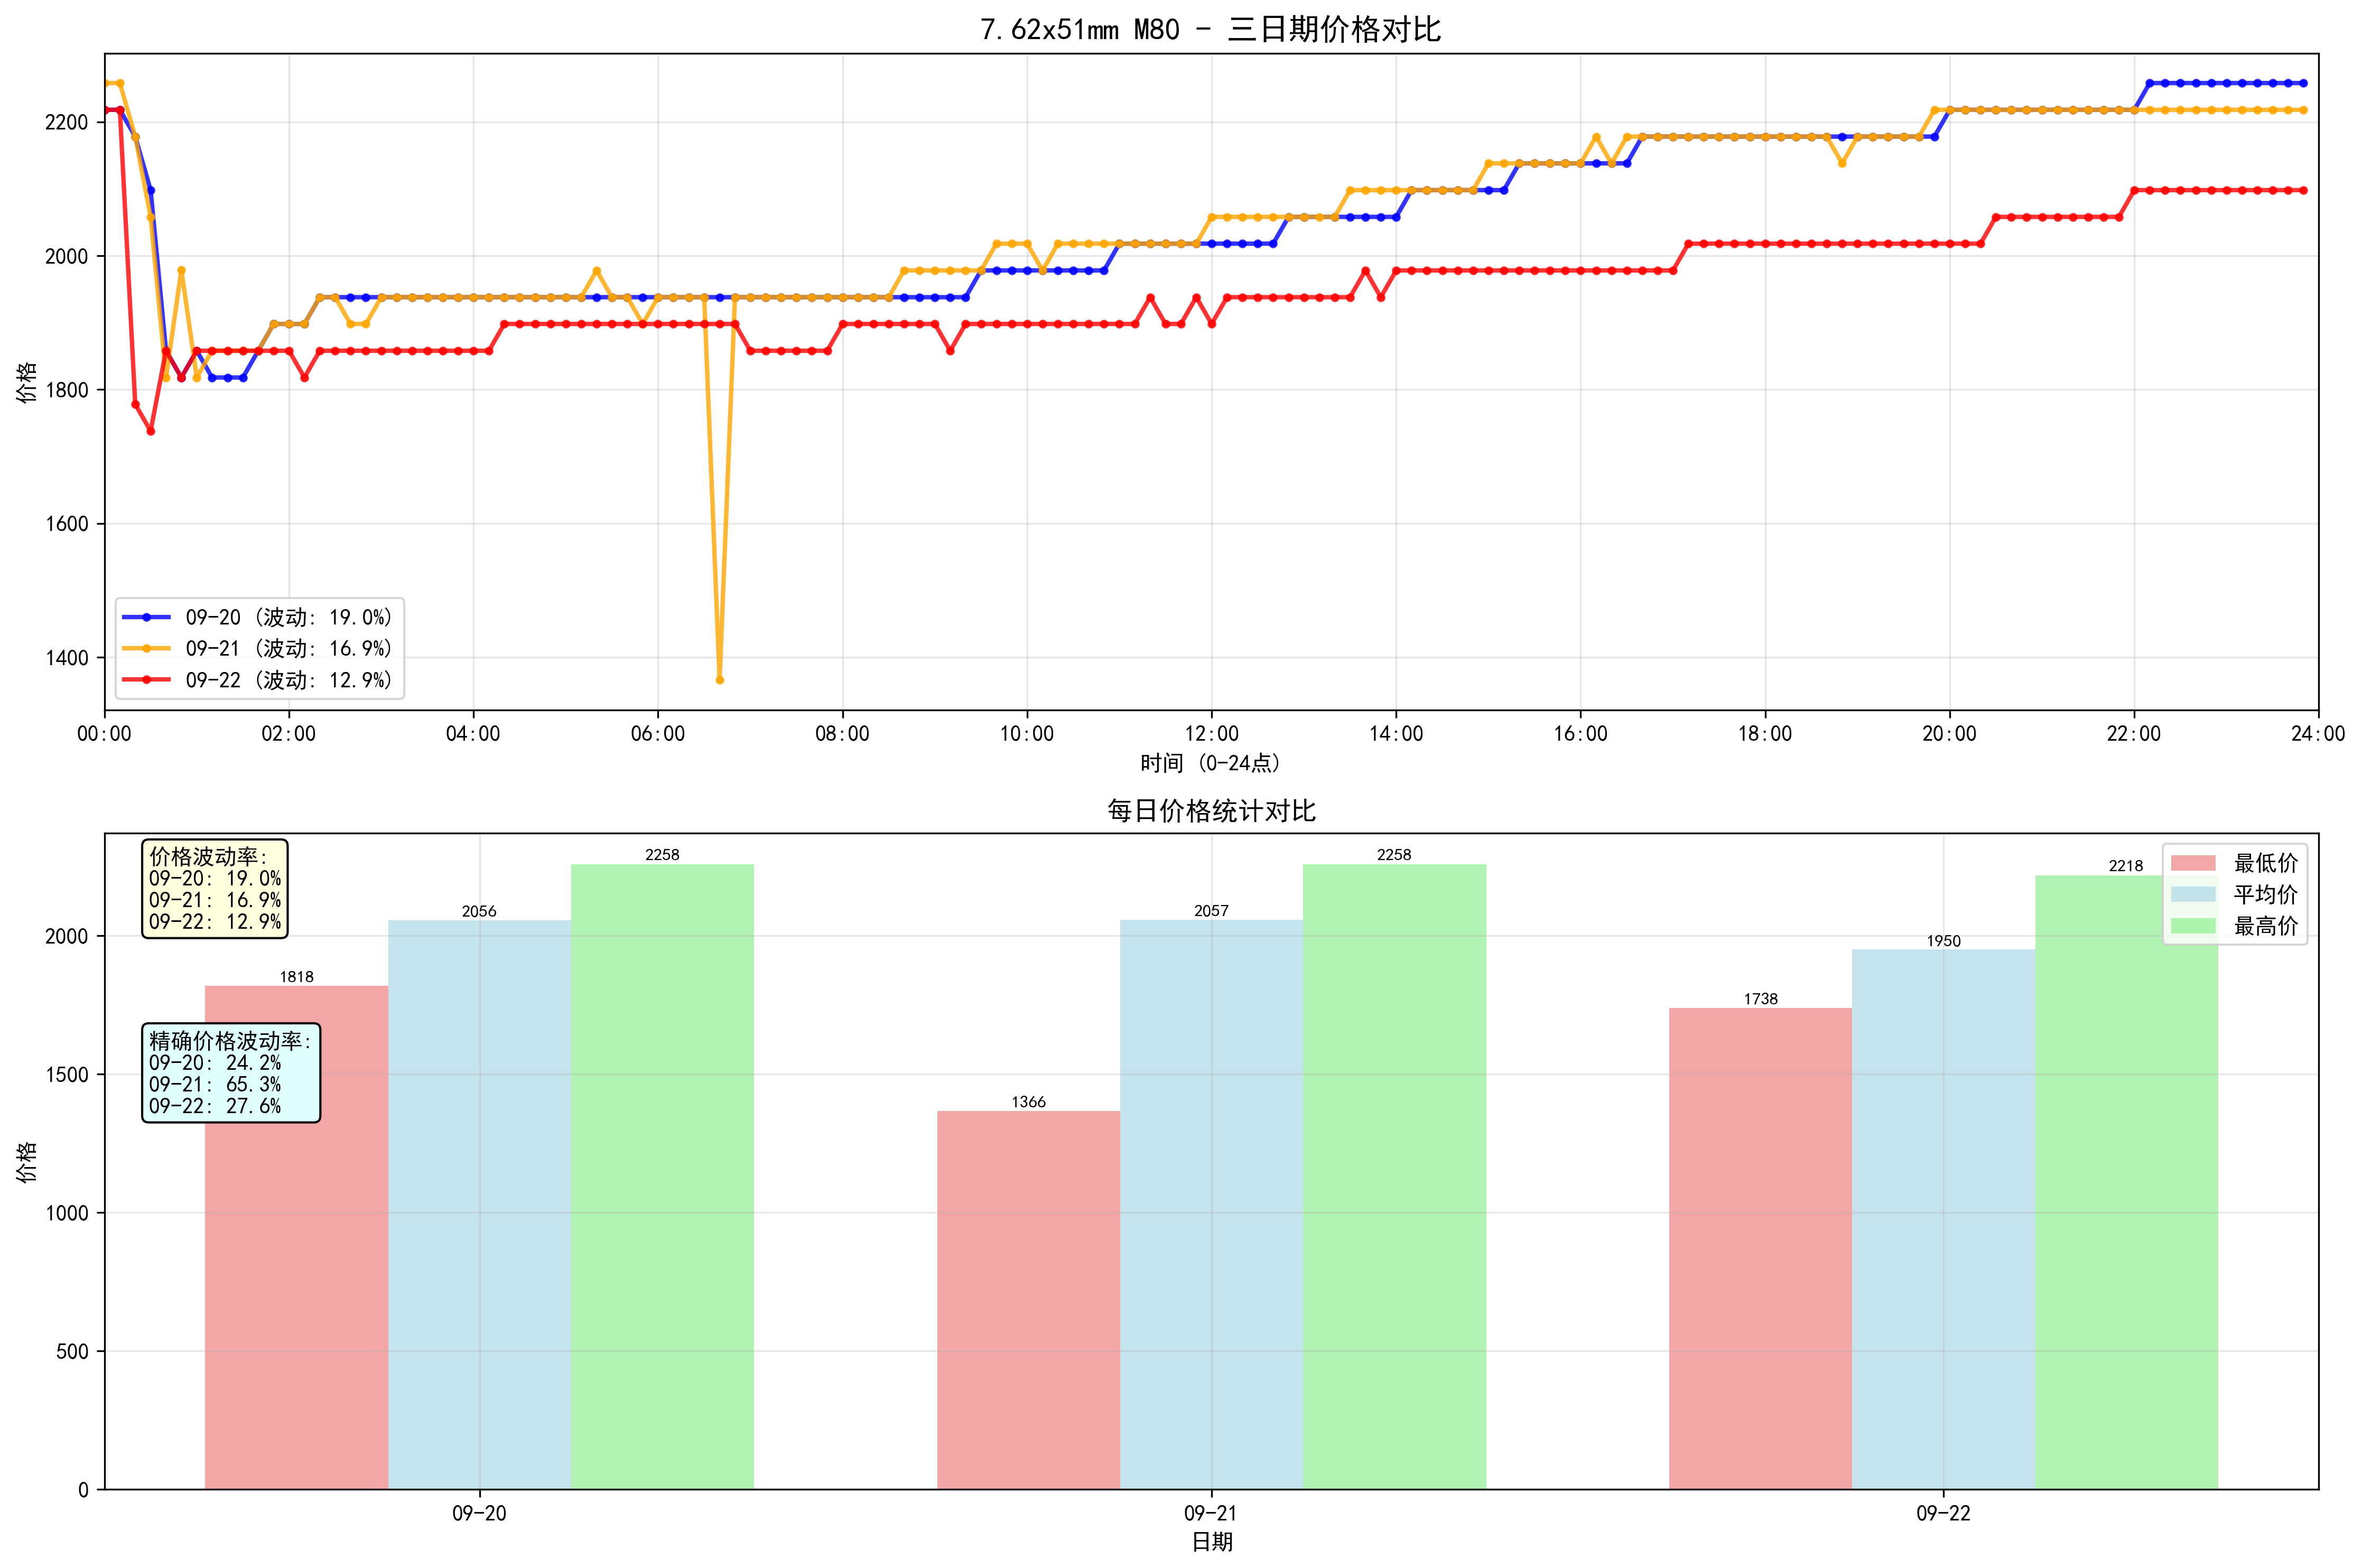 7.62x51mm M80 - 三日期价格对比
价格
2200
2000
1800
1600
1400
09-20 (波动: 19.0%)
09-21 (波动: 16.9%)
09-22 (波动: 12.9%)
00:00 02:00 04:00 06:00 08:00 10:00 12:00 14:00 16:00 18:00 20:00 22:00 24:00
时间 (0-24点)
每日价格统计对比
价格
2000
1500
1000
500
0
价格波动率:
09-20: 19.0%
09-21: 16.9%
09-22: 12.9%
精确价格波动率:
09-20: 24.2%
09-21: 65.3%
09-22: 27.6%
1818 2056 2258 1366 2057 2258 1738 1950 2218
最低价
平均价
最高价
09-20 09-21 09-22
日期